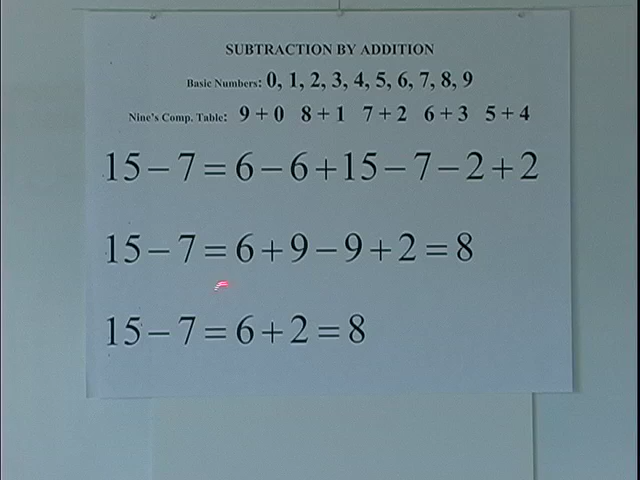 SUBTRACTION BY ADDITION
Basic Numbers: 0, 1, 2, 3, 4, 5, 6, 7, 8, 9
Nine's Comp. Table: 9 + 0 8 + 1 7 + 2 6 + 3 5 + 4
15 − 7 = 6 − 6 + 15 − 7 − 2 + 2
15 − 7 = 6 + 9 − 9 + 2 = 8
15 − 7 = 6 + 2 = 8